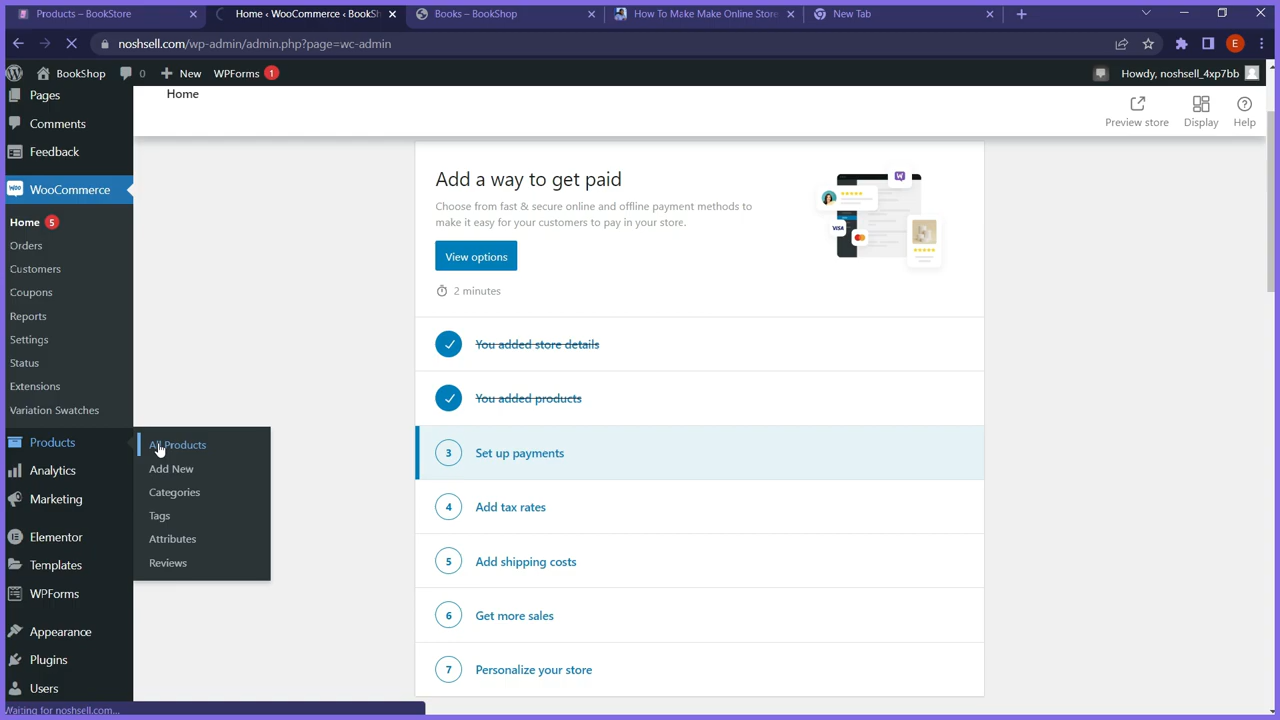 Products – BookStore
Home ‹ WooCommerce ‹ BookSh
Books – BookShop
How To Make Make Online Store
New Tab
noshsell.com/wp-admin/admin.php?page=wc-admin
E
BookShop
0
New
WPForms 1
Howdy, noshsell_4xp7bb
Pages
Comments
Feedback
WooCommerce
Home 5
Orders
Customers
Coupons
Reports
Settings
Status
Extensions
Variation Swatches
Products
Analytics
Marketing
Elementor
Templates
WPForms
Appearance
Plugins
Users
All Products
Add New
Categories
Tags
Attributes
Reviews
Home
Preview store
Display
Help
Add a way to get paid
Choose from fast & secure online and offline payment methods to
make it easy for your customers to pay in your store.
View options
2 minutes
VISA
You added store details
You added products
3 Set up payments
4 Add tax rates
5 Add shipping costs
6 Get more sales
7 Personalize your store
Waiting for noshsell.com...